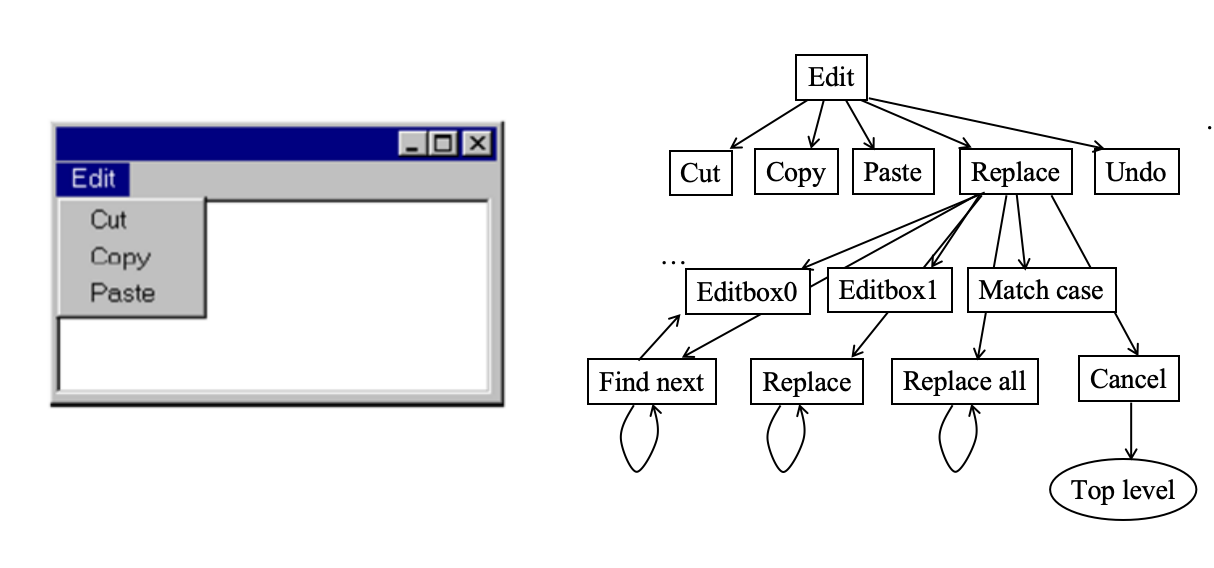 Edit
Cut
Copy
Paste
Edit
Cut Copy Paste Replace Undo
...
Editbox0 Editbox1 Match case
Find next Replace Replace all Cancel
Top level
.